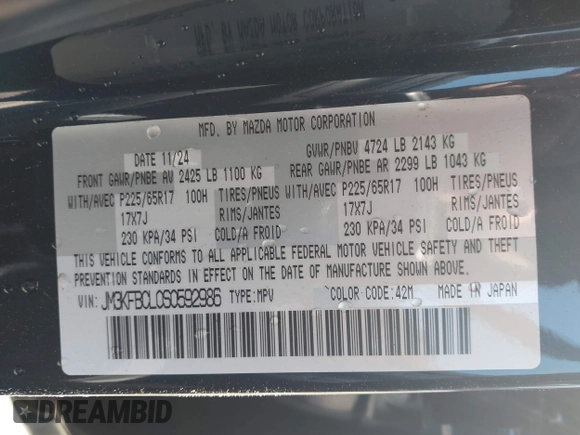 MFD. BY MAZDA MOTOR CORPORATION
DATE 11/24 GVWR/PNBV 4724 LB 2143 KG
FRONT GAWR/PNBE AV 2425 LB 1100 KG REAR GAWR/PNBE AR 2299 LB 1043 KG
WITH/AVEC P225/65R17 100H TIRES/PNEUS WITH/AVEC P225/65R17 100H TIRES/PNEUS
17X7J RIMS/JANTES 17X7J RIMS/JANTES
230 KPA/34 PSI COLD/A FROID 230 KPA/34 PSI COLD/A FROID
THIS VEHICLE CONFORMS TO ALL APPLICABLE FEDERAL MOTOR VEHICLE SAFETY AND THEFT
PREVENTION STANDARDS IN EFFECT ON THE DATE OF MANUFACTURE SHOWN ABOVE.
VIN: JM3KFBCL0S0592986 TYPE:MPV COLOR CODE:42M MADE IN JAPAN
DREAMBID